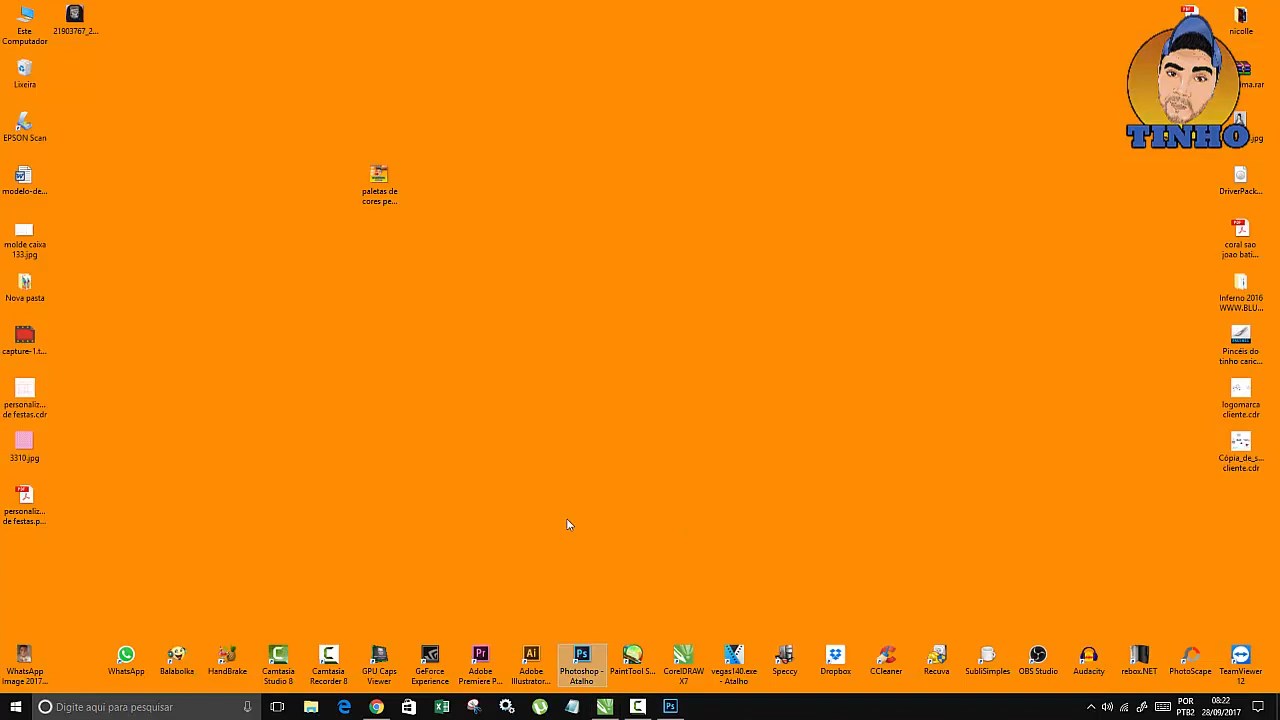 Este
Computador
21903767_2...
Lixeira
EPSON Scan
modelo-de...
molde caixa
133.jpg
Nova pasta
capture-1.t...
personaliz...
de festas.cdr
3310.jpg
personaliz...
de festas.p...
paletas de
cores pe...
TINHO
nicolle
ma.rar
.jpg
DriverPack...
coral sao
joao bati...
Inferno 2016
WWW.BLU...
Pincéis do
tinho caric...
logomarca
cliente.cdr
Cópia_de_s...
cliente.cdr
WhatsApp
Image 2017...
WhatsApp
Balabolka
HandBrake
Camtasia
Studio 8
Camtasia
Recorder 8
GPU Caps
Viewer
GeForce
Experience
Adobe
Premiere P...
Adobe
Illustrator...
Photoshop -
Atalho
PaintTool S...
CorelDRAW
X7
vegas140.exe
- Atalho
Speccy
Dropbox
CCleaner
Recuva
SubliSimples
OBS Studio
Audacity
rebox.NET
PhotoScape
TeamViewer
12
Digite aqui para pesquisar
POR
PTB2
08:22
28/09/2017